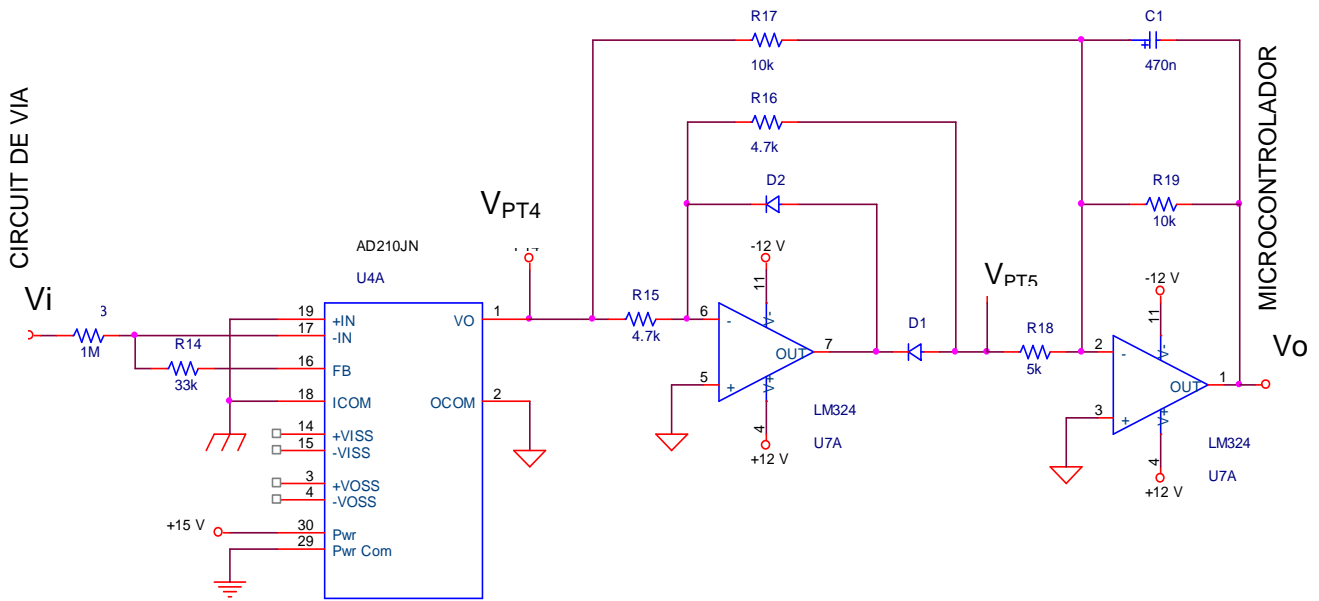 R17
10k
C1
470n
R16
4.7k
D2
R19
10k
CIRCUIT DE VIA
MICROCONTROLADOR
VPT4
AD210JN
U4A
-12 V
11
VPT5
-12 V
11
Vi
3
1M
R14
33k
19
+IN
17
-IN
16
FB
18
ICOM
14
+VISS
15
-VISS
3
+VOSS
4
-VOSS
+15 V
30
Pwr
29
Pwr Com
VO
1
OCOM
2
R15
4.7k
6
-
5
+
V-
OUT
V+
7
D1
4
+12 V
LM324
U7A
R18
5k
2
-
3
+
V-
OUT
V+
1
Vo
4
+12 V
LM324
U7A